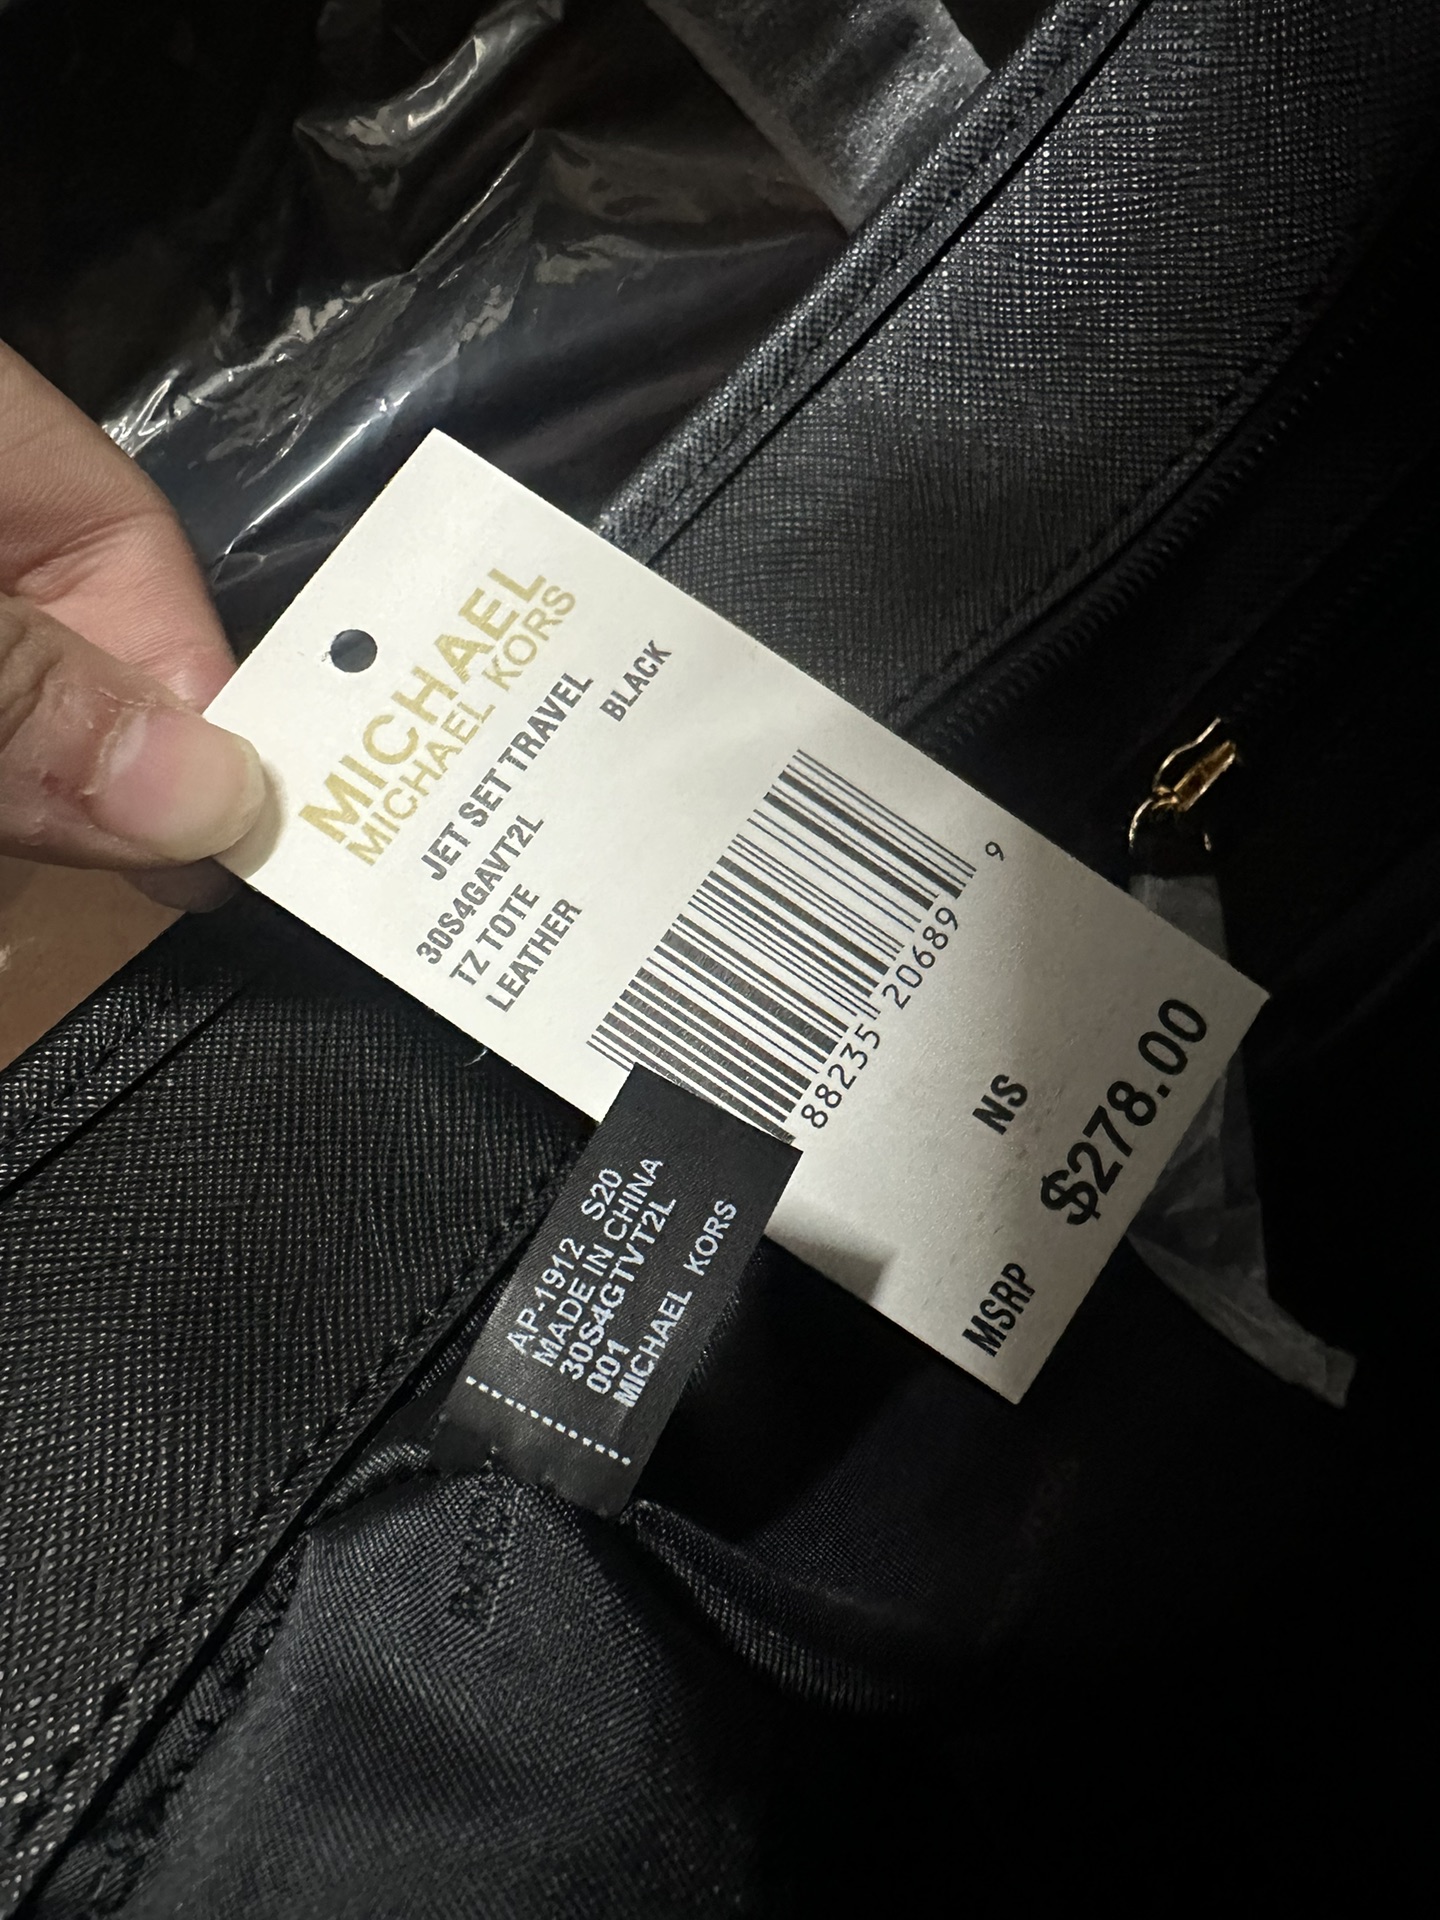 MICHAEL
MICHAEL KORS
JET SET TRAVEL
30S4GAVT2L BLACK
TZ TOTE
LEATHER
88235 20689 9
NS
MSRP $278.00
AP-1912 S20
MADE IN CHINA
30S4GTVT2L
001
MICHAEL KORS